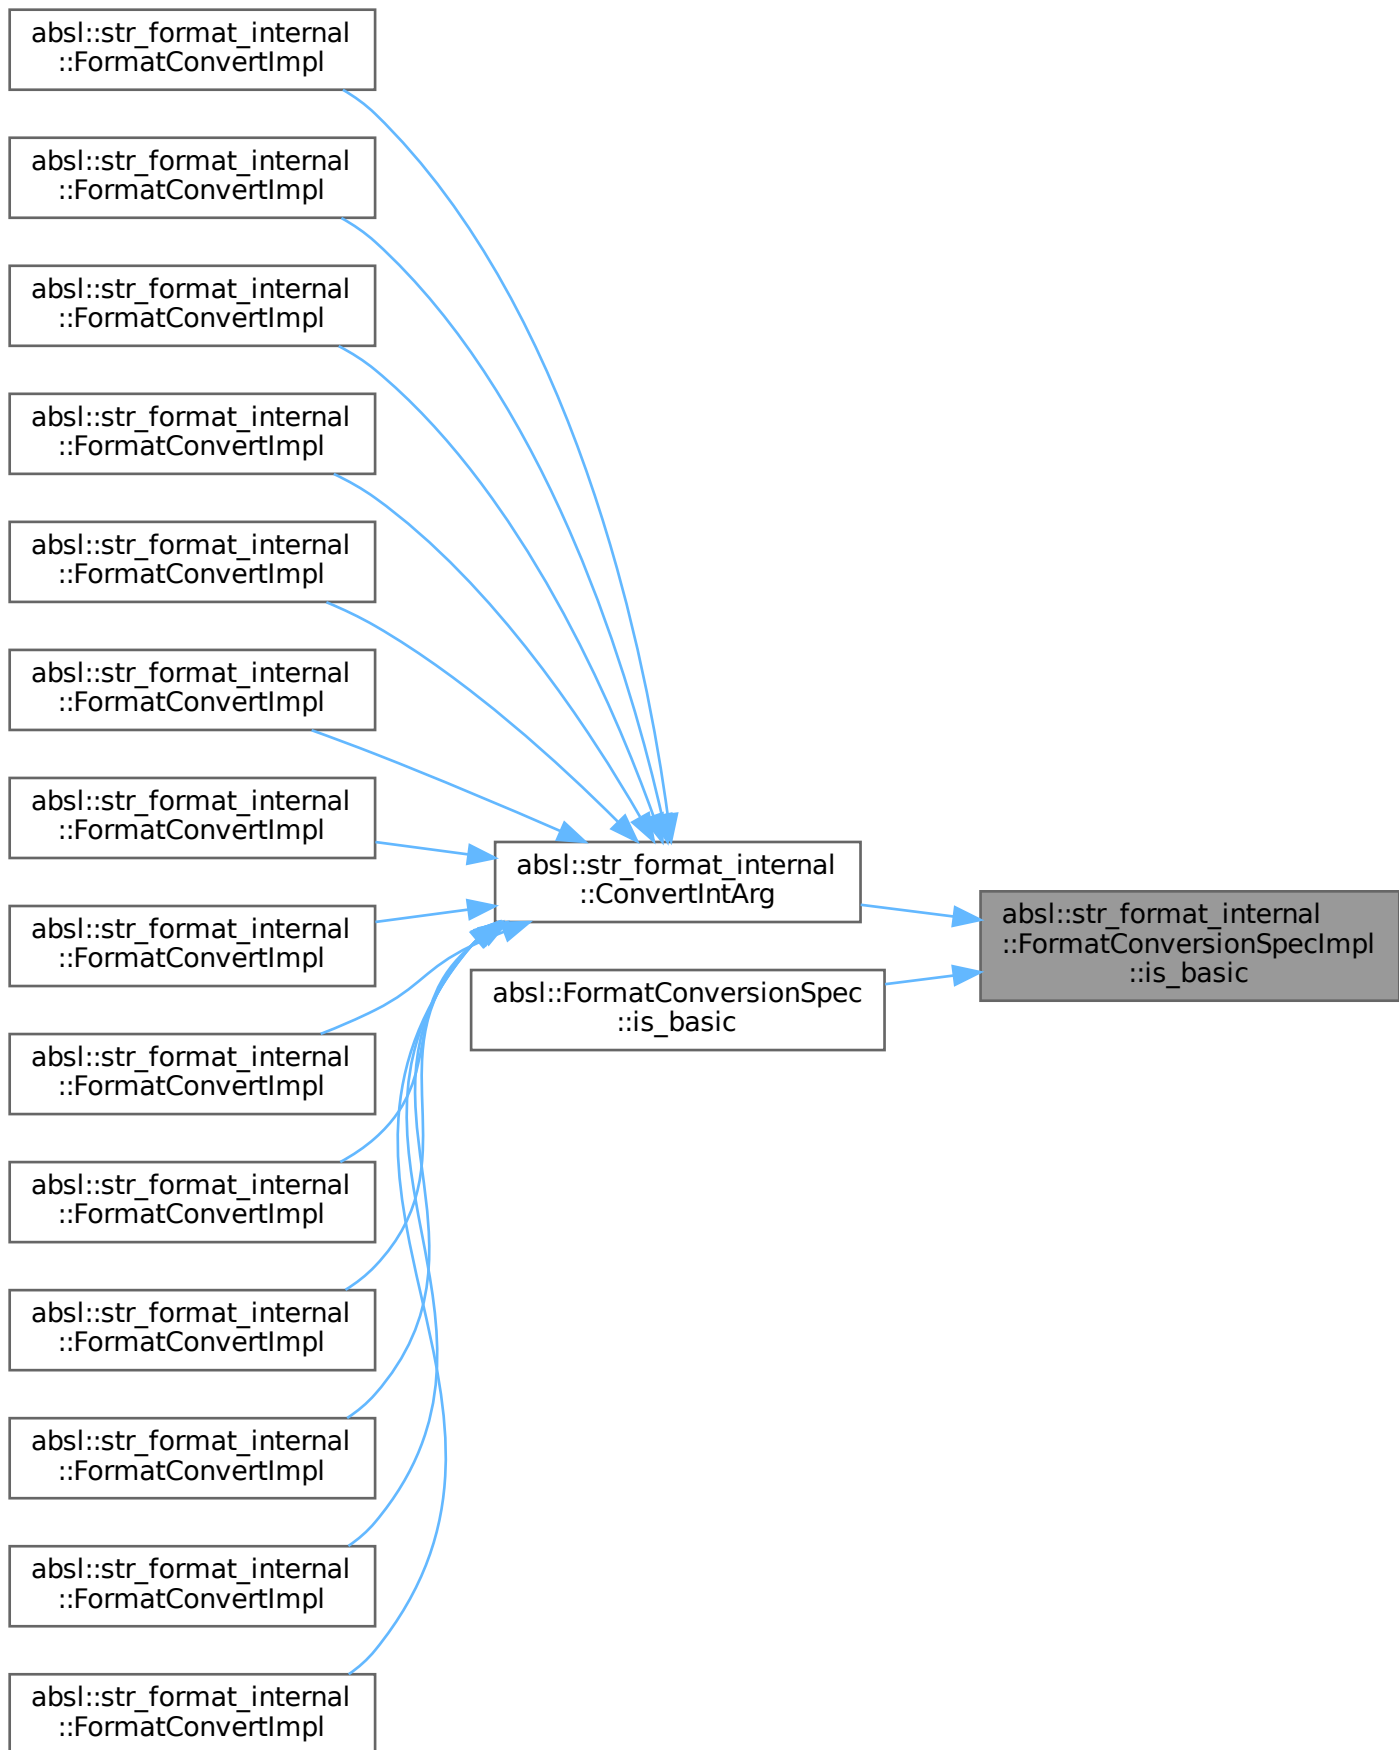 absl::str_format_internal
::FormatConvertImpl
absl::str_format_internal
::FormatConvertImpl
absl::str_format_internal
::FormatConvertImpl
absl::str_format_internal
::FormatConvertImpl
absl::str_format_internal
::FormatConvertImpl
absl::str_format_internal
::FormatConvertImpl
absl::str_format_internal
::FormatConvertImpl
absl::str_format_internal
::FormatConvertImpl
absl::str_format_internal
::FormatConvertImpl
absl::str_format_internal
::FormatConvertImpl
absl::str_format_internal
::FormatConvertImpl
absl::str_format_internal
::FormatConvertImpl
absl::str_format_internal
::FormatConvertImpl
absl::str_format_internal
::FormatConvertImpl
absl::str_format_internal
::ConvertIntArg
absl::FormatConversionSpec
::is_basic
absl::str_format_internal
::FormatConversionSpecImpl
::is_basic